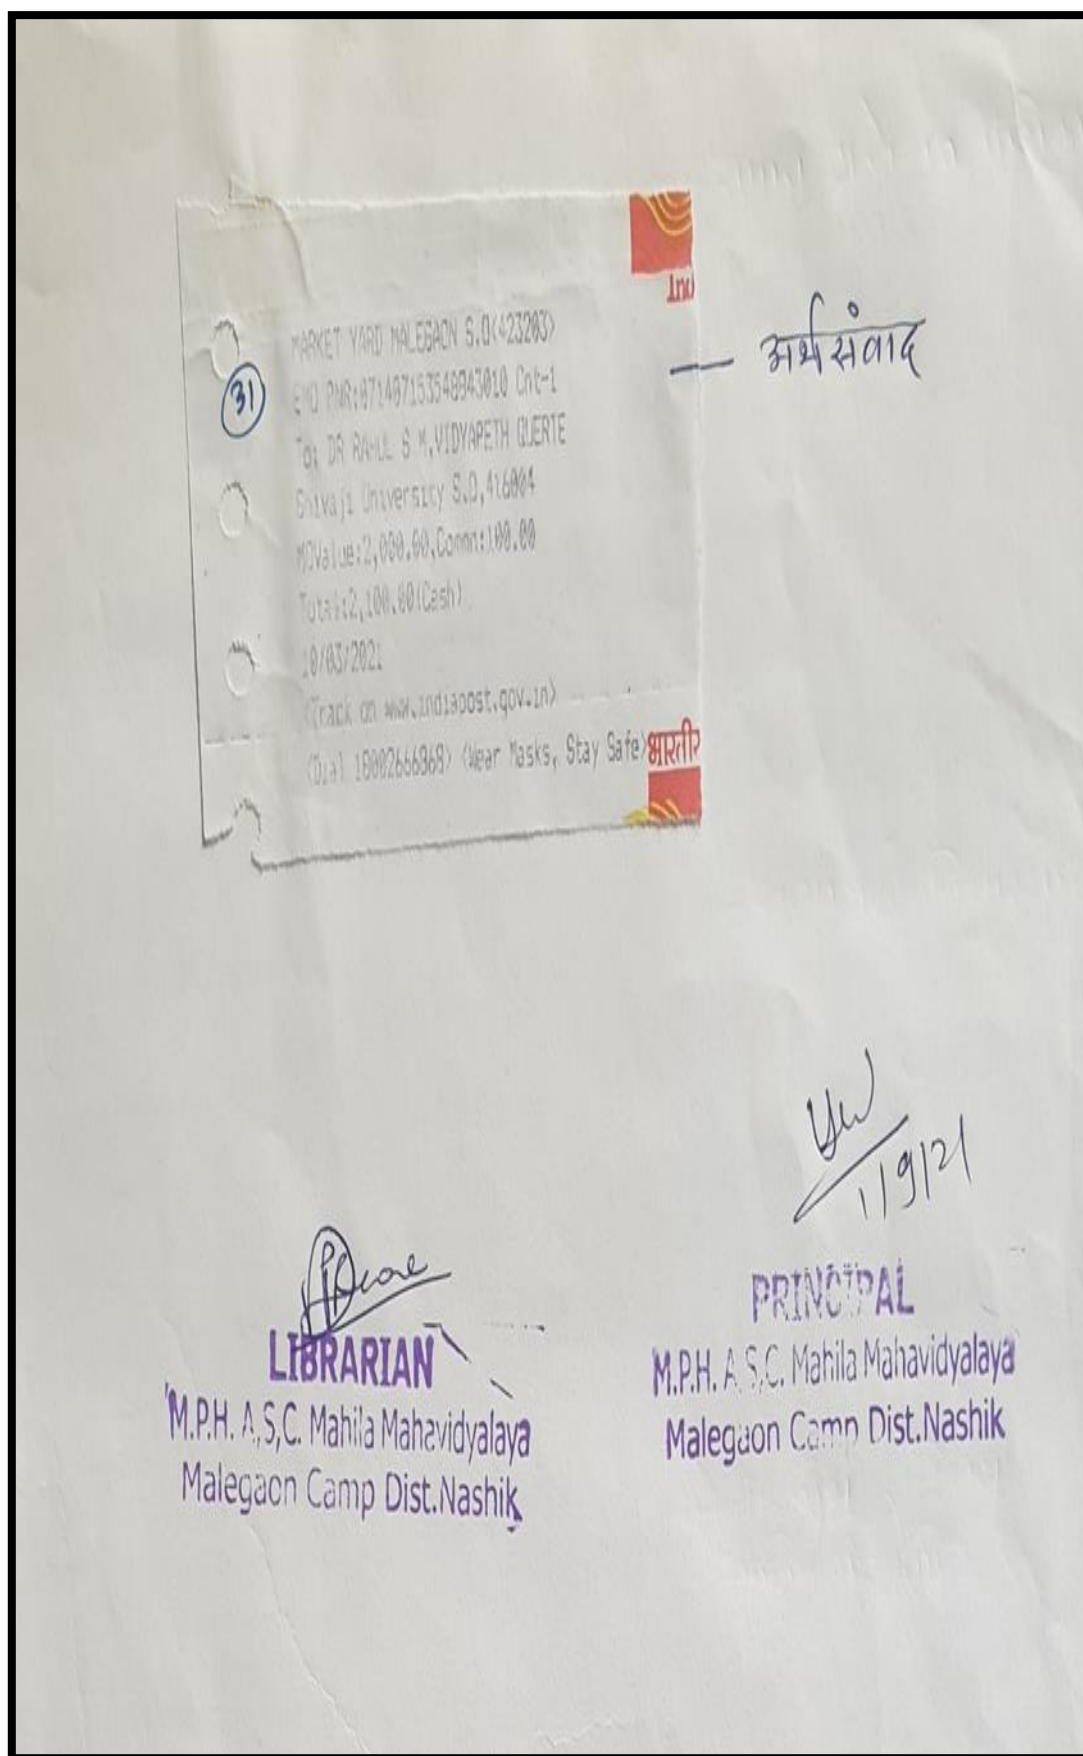 Ind
MARKET YARD MALEGAON S.O(423203)
31
EMO PNR:071407153548943010 Cnt-1
— अर्थसंवाद
To: DR RAHUL S M,VIDYAPETH QUERTE
Shivaji University S.O,416004
MOValue:2,000.00,Comm:100.00
Total:2,100.00(Cash)
10/03/2021
<Track on www.indiapost.gov.in>
<Dial 18002666868> <Wear Masks, Stay Safe>
भारतीर
1/9/21
LIBRARIAN
M.P.H. A,S,C. Mahila Mahavidyalaya
Malegaon Camp Dist.Nashik
PRINCIPAL
M.P.H. A.S.C. Mahila Mahavidyalaya
Malegaon Camp Dist.Nashik